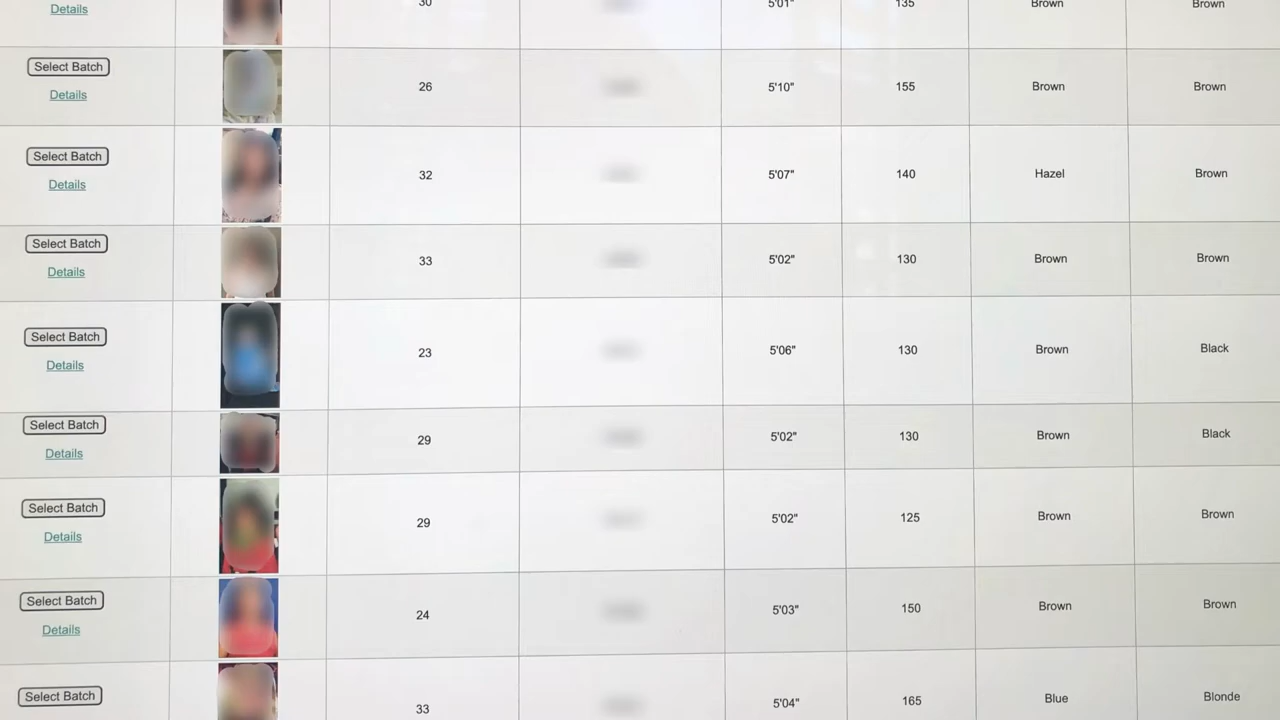 30 5'01" 135 Brown Brown
Details
Select Batch
26 5'10" 155 Brown Brown
Details
Select Batch
32 5'07" 140 Hazel Brown
Details
Select Batch
33 5'02" 130 Brown Brown
Details
Select Batch
23 5'06" 130 Brown Black
Details
Select Batch
29 5'02" 130 Brown Black
Details
Select Batch
29 5'02" 125 Brown Brown
Details
Select Batch
24 5'03" 150 Brown Brown
Details
Select Batch
33 5'04" 165 Blue Blonde